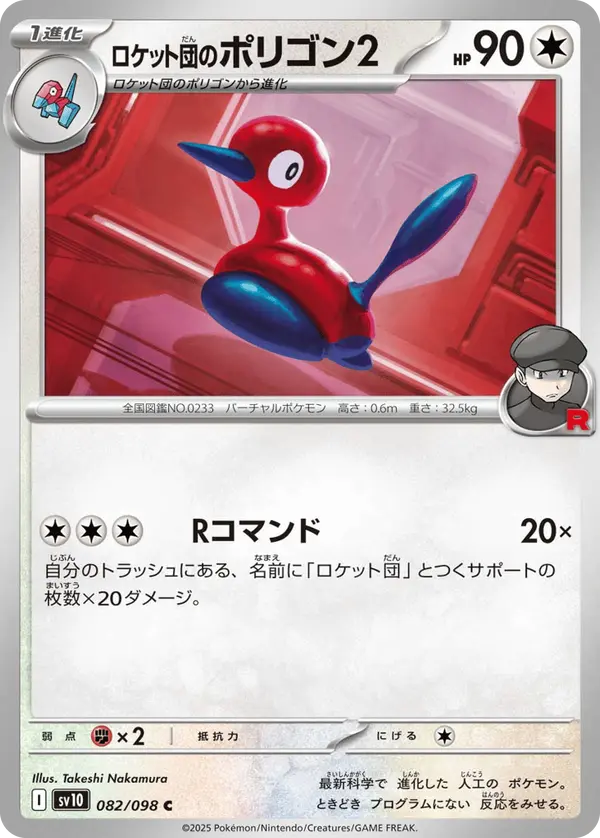 1進化
ロケット団のポリゴン2
HP 90
ロケット団のポリゴンから進化
全国図鑑NO.0233 バーチャルポケモン 高さ：0.6m 重さ：32.5kg
R
Rコマンド 20×
自分のトラッシュにある、名前に「ロケット団」とつくサポートの
枚数×20ダメージ。
弱点 ×2 抵抗力 にげる
Illus. Takeshi Nakamura
I sv10 082/098 C
最新科学で 進化した 人工の ポケモン。
ときどき プログラムにない 反応をみせる。
©2025 Pokémon/Nintendo/Creatures/GAME FREAK.